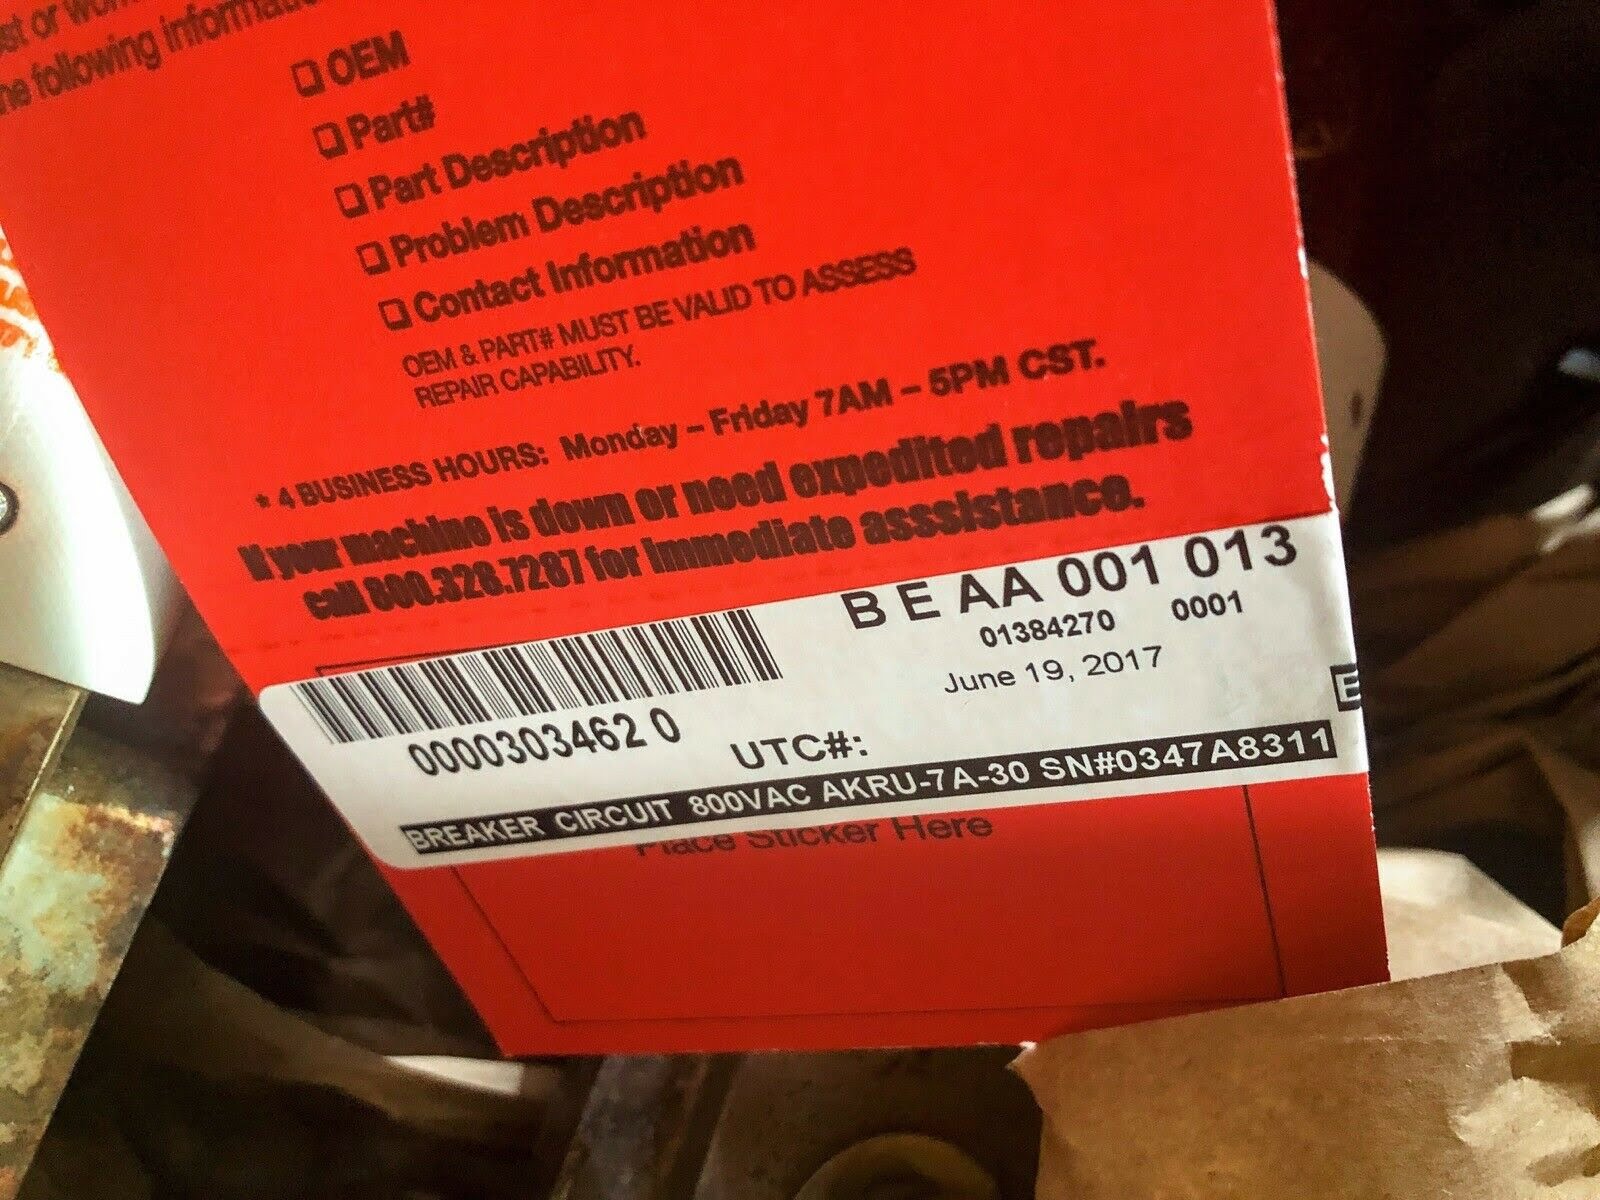 st or
he following
❏ OEM
❏ Part#
❏ Part Description
❏ Problem Description
❏ Contact Information
OEM & PART# MUST BE VALID TO ASSESS
REPAIR CAPABILITY.
* 4 BUSINESS HOURS: Monday – Friday 7AM – 5PM CST.
If your machine is down or need expedited repairs
call 800.328.7287 for immediate asssistance.
B E AA 001 013
01384270 0001
June 19, 2017
0000303462 0
UTC#:
E
BREAKER CIRCUIT 800VAC AKRU-7A-30 SN#0347A8311
Place Sticker Here